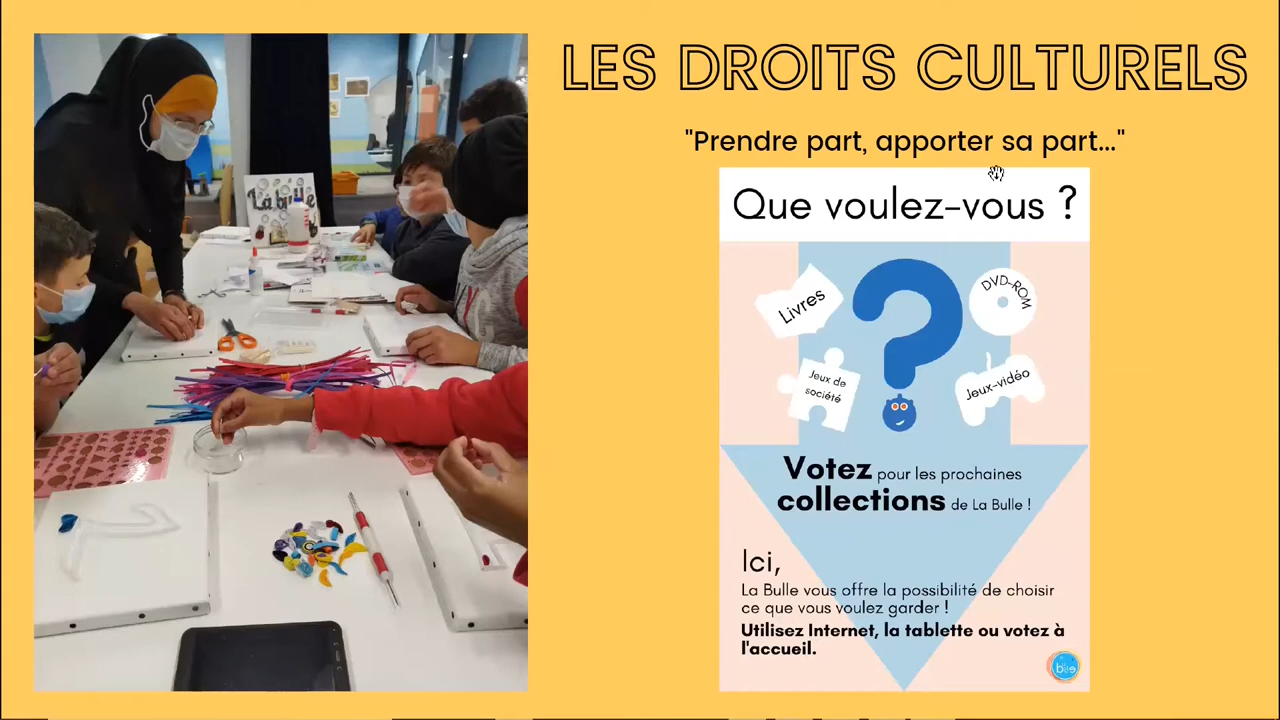 LES DROITS CULTURELS
"Prendre part, apporter sa part..."
Que voulez-vous ?
Livres
DVD-ROM
Jeux de
société
Jeux-vidéo
Votez pour les prochaines
collections de La Bulle !
Ici,
La Bulle vous offre la possibilité de choisir
ce que vous voulez garder !
Utilisez Internet, la tablette ou votez à
l'accueil.
bulle
La bulle